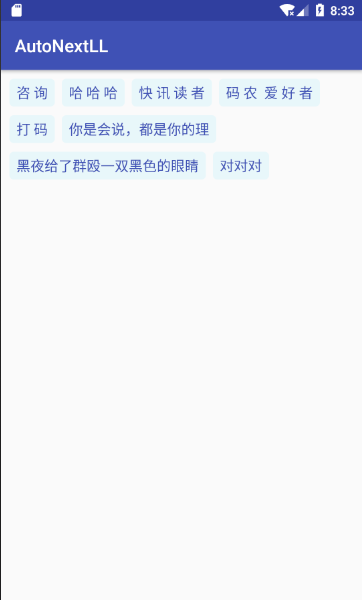 8:33
AutoNextLL
咨 询 哈 哈 哈 快 讯 读 者 码 农 爱 好 者
打 码 你是会说，都是你的理
黑夜给了群殴一双黑色的眼睛 对对对